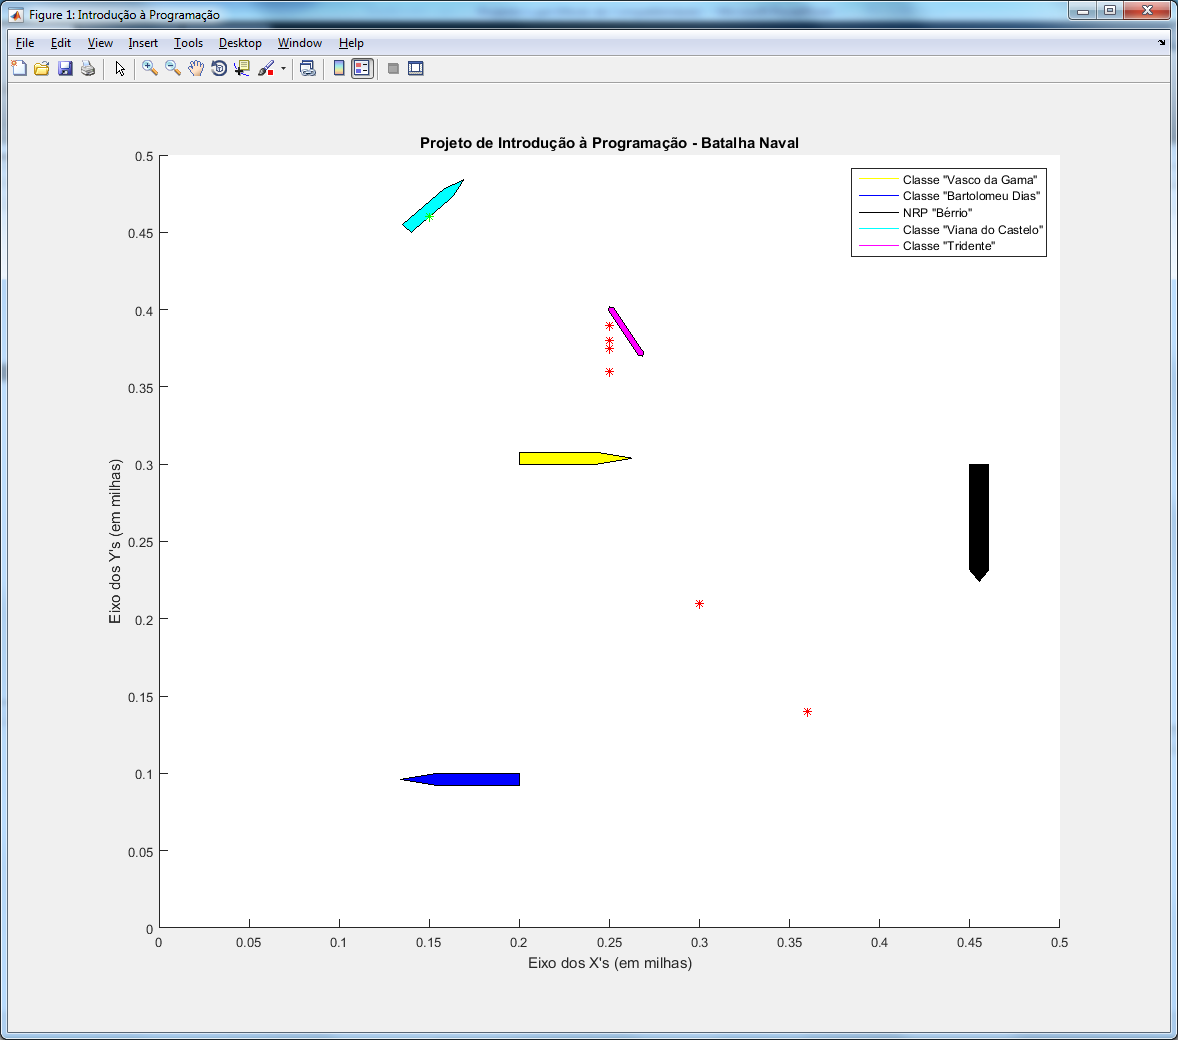 Figure 1: Introdução à Programação
File Edit View Insert Tools Desktop Window Help
Projeto de Introdução à Programação - Batalha Naval
Classe "Vasco da Gama"
Classe "Bartolomeu Dias"
NRP "Bérrio"
Classe "Viana do Castelo"
Classe "Tridente"
0.5
0.45
0.4
0.35
0.3
0.25
0.2
0.15
0.1
0.05
0
Eixo dos Y's (em milhas)
0 0.05 0.1 0.15 0.2 0.25 0.3 0.35 0.4 0.45 0.5
Eixo dos X's (em milhas)